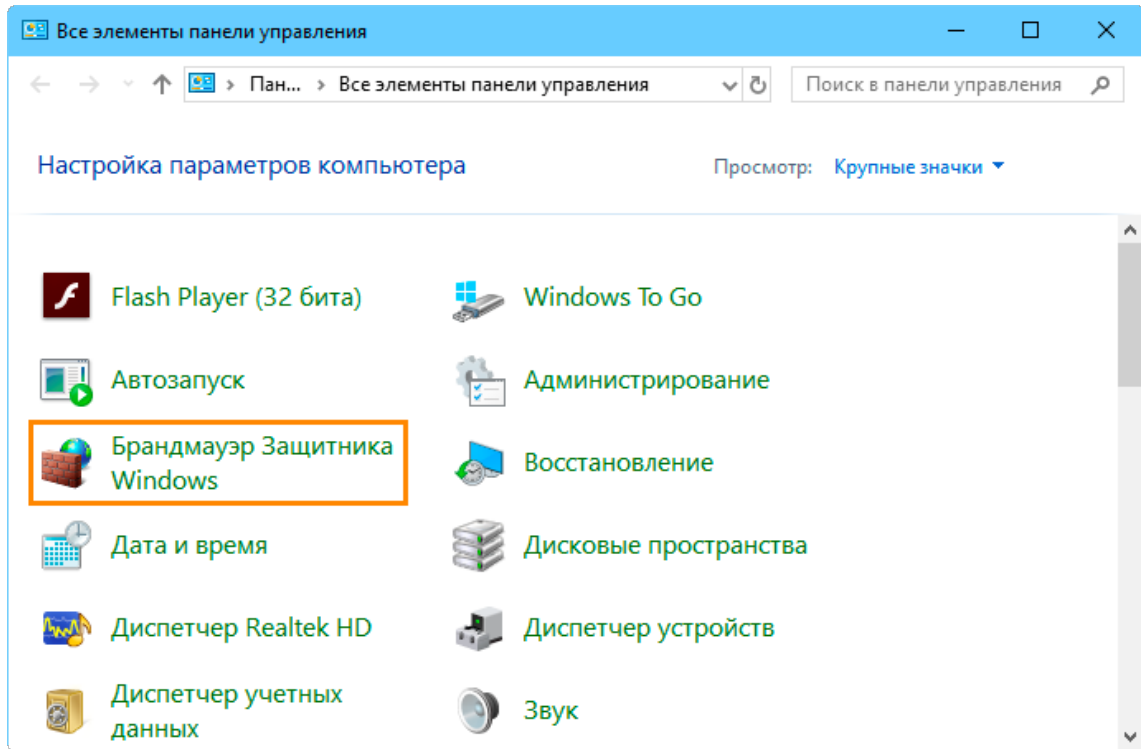 Все элементы панели управления
Пан... › Все элементы панели управления
Поиск в панели управления
Настройка параметров компьютера
Просмотр: Крупные значки
Flash Player (32 бита)
Windows To Go
Автозапуск
Администрирование
Брандмауэр Защитника
Windows
Восстановление
Дата и время
Дисковые пространства
Диспетчер Realtek HD
Диспетчер устройств
Диспетчер учетных
данных
Звук